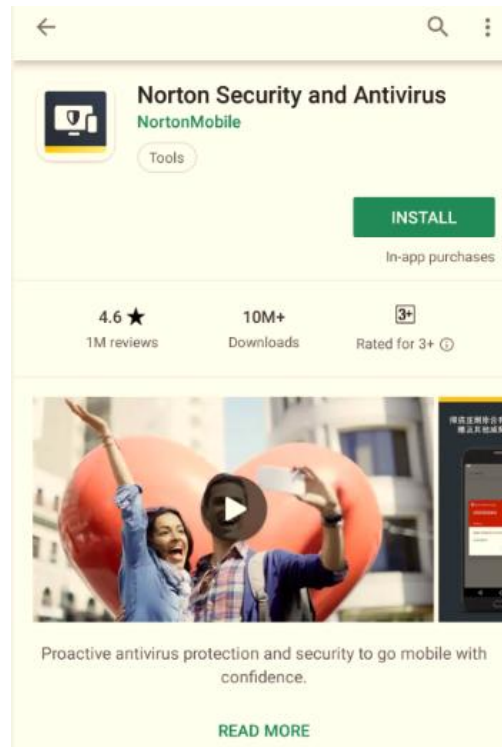 Norton Security and Antivirus
NortonMobile
Tools
INSTALL
In-app purchases
4.6 ★
10M+
3+
1M reviews
Downloads
Rated for 3+
Proactive antivirus protection and security to go mobile with
confidence.
READ MORE